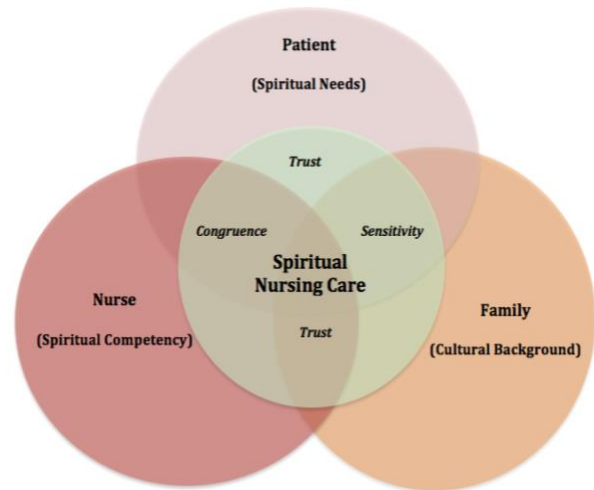 Patient
(Spiritual Needs)
Trust
Congruence
Sensitivity
Spiritual
Nursing Care
Nurse
(Spiritual Competency)
Trust
Family
(Cultural Background)